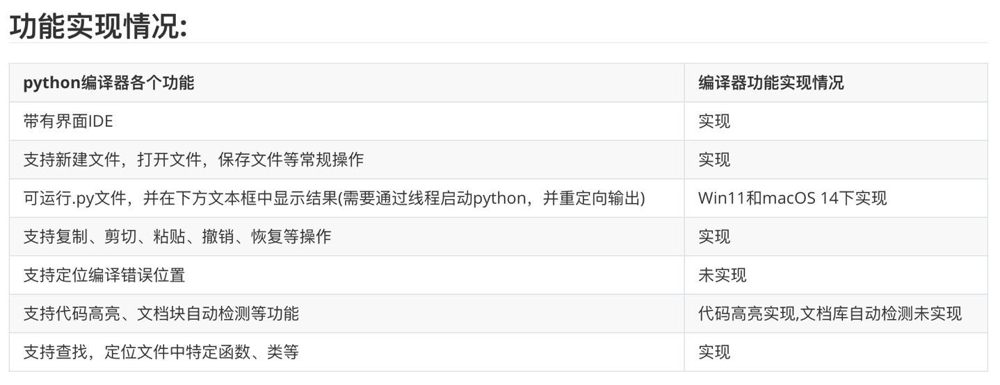 功能实现情况:
python编译器各个功能 编译器功能实现情况
带有界面IDE 实现
支持新建文件，打开文件，保存文件等常规操作 实现
可运行.py文件，并在下方文本框中显示结果(需要通过线程启动python，并重定向输出) Win11和macOS 14下实现
支持复制、剪切、粘贴、撤销、恢复等操作 实现
支持定位编译错误位置 未实现
支持代码高亮、文档块自动检测等功能 代码高亮实现,文档库自动检测未实现
支持查找，定位文件中特定函数、类等 实现